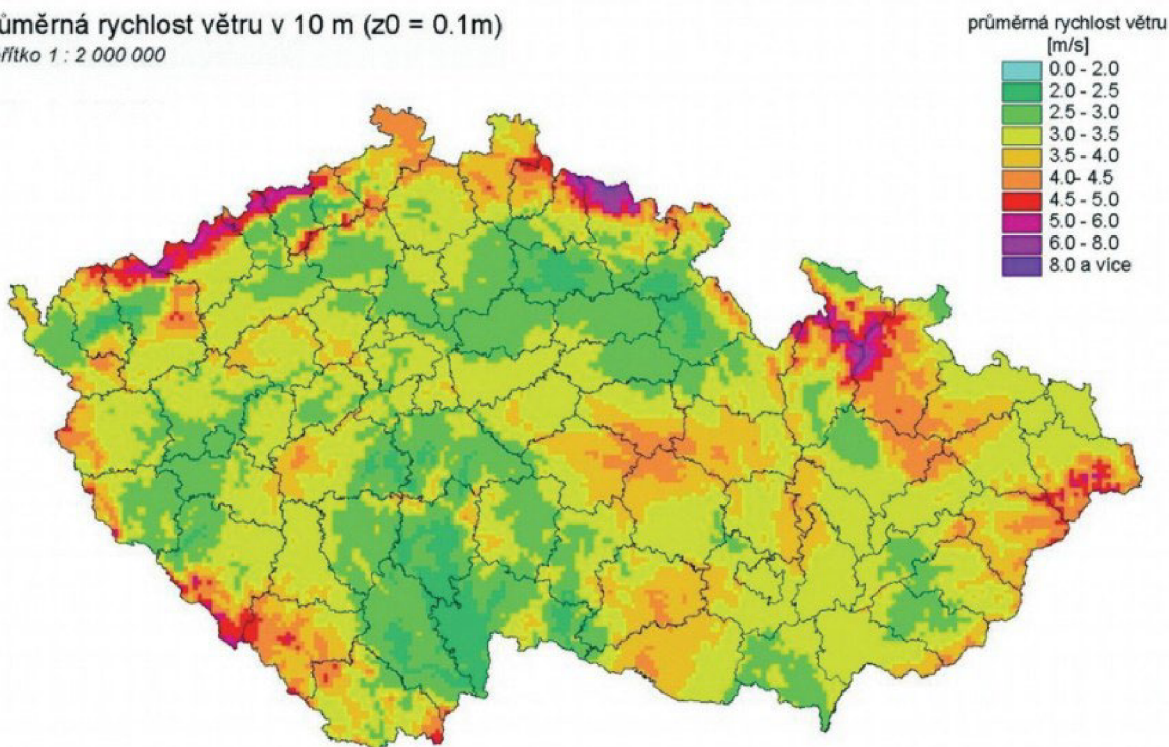 ůměrná rychlost větru v 10 m (z0 = 0.1m)
řítko 1 : 2 000 000
průměrná rychlost větru
[m/s]
0.0 - 2.0
2.0 - 2.5
2.5 - 3.0
3.0 - 3.5
3.5 - 4.0
4.0- 4.5
4.5 - 5.0
5.0 - 6.0
6.0 - 8.0
8.0 a více